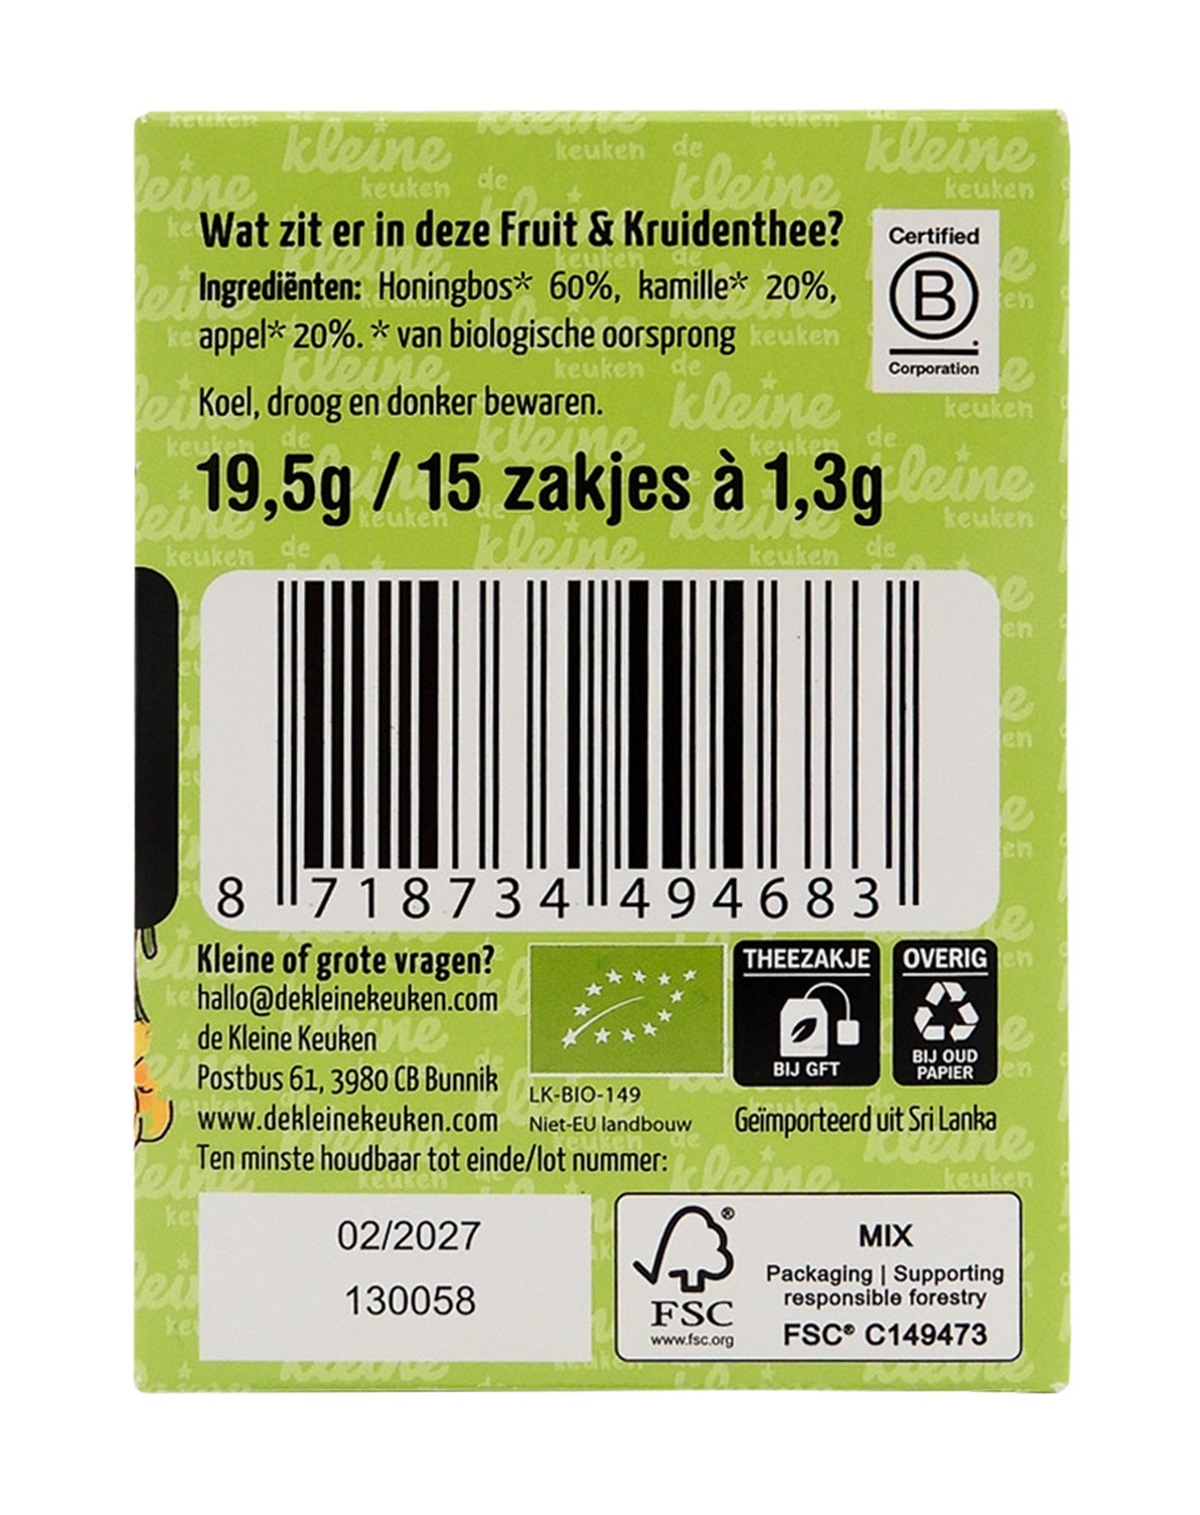 Wat zit er in deze Fruit & Kruidenthee?
Ingrediënten: Honingbos* 60%, kamille* 20%,
appel* 20%. * van biologische oorsprong
Koel, droog en donker bewaren.
Certified
B
Corporation
19,5g / 15 zakjes à 1,3g
8 718734 494683
Kleine of grote vragen?
hallo@dekleinekeuken.com
de Kleine Keuken
Postbus 61, 3980 CB Bunnik
www.dekleinekeuken.com
LK-BIO-149
Niet-EU landbouw
THEEZAKJE
BIJ GFT
OVERIG
BIJ OUD
PAPIER
Geïmporteerd uit Sri Lanka
Ten minste houdbaar tot einde/lot nummer:
02/2027
130058
®
FSC
www.fsc.org
MIX
Packaging | Supporting
responsible forestry
FSC® C149473